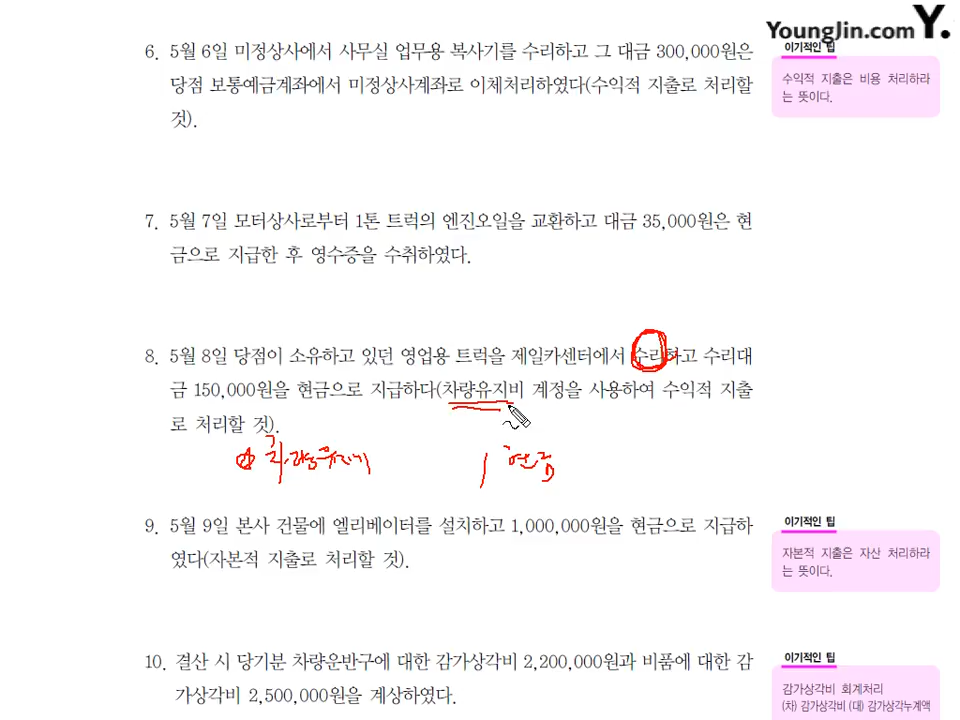 YoungJin.com Y.
6. 5월 6일 미정상사에서 사무실 업무용 복사기를 수리하고 그 대금 300,000원은
당점 보통예금계좌에서 미정상사계좌로 이체처리하였다(수익적 지출로 처리할
것).
이기적인 팁
수익적 지출은 비용 처리하라
는 뜻이다.
7. 5월 7일 모터상사로부터 1톤 트럭의 엔진오일을 교환하고 대금 35,000원은 현
금으로 지급한 후 영수증을 수취하였다.
8. 5월 8일 당점이 소유하고 있던 영업용 트럭을 제일카센터에서 수리하고 수리대
금 150,000원을 현금으로 지급하다(차량유지비 계정을 사용하여 수익적 지출
로 처리할 것).
차량유지비 현금
9. 5월 9일 본사 건물에 엘리베이터를 설치하고 1,000,000원을 현금으로 지급하
였다(자본적 지출로 처리할 것).
이기적인 팁
자본적 지출은 자산 처리하라
는 뜻이다.
10. 결산 시 당기분 차량운반구에 대한 감가상각비 2,200,000원과 비품에 대한 감
가상각비 2,500,000원을 계상하였다.
이기적인 팁
감가상각비 회계처리
(차) 감가상각비 (대) 감가상각누계액